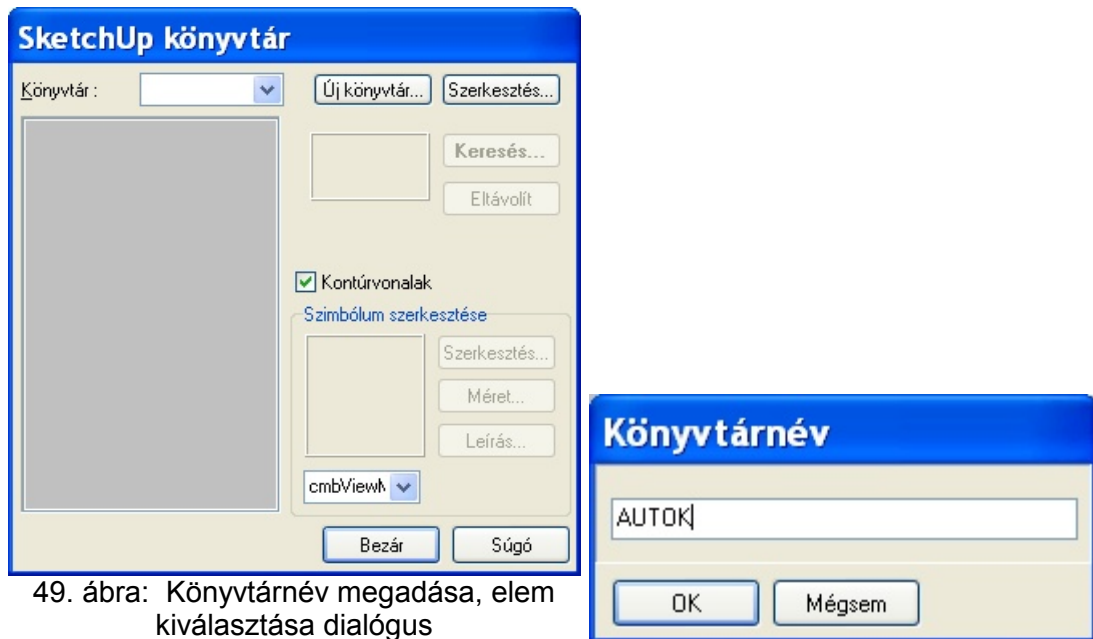 SketchUp könyvtár
Könyvtár :
Új könyvtár...
Szerkesztés...
Keresés...
Eltávolít
Kontúrvonalak
Szimbólum szerkesztése
Szerkesztés...
Méret...
Leírás...
cmbViewM
Bezár
Súgó
49. ábra: Könyvtárnév megadása, elem
kiválasztása dialógus
Könyvtárnév
AUTOK
OK
Mégsem